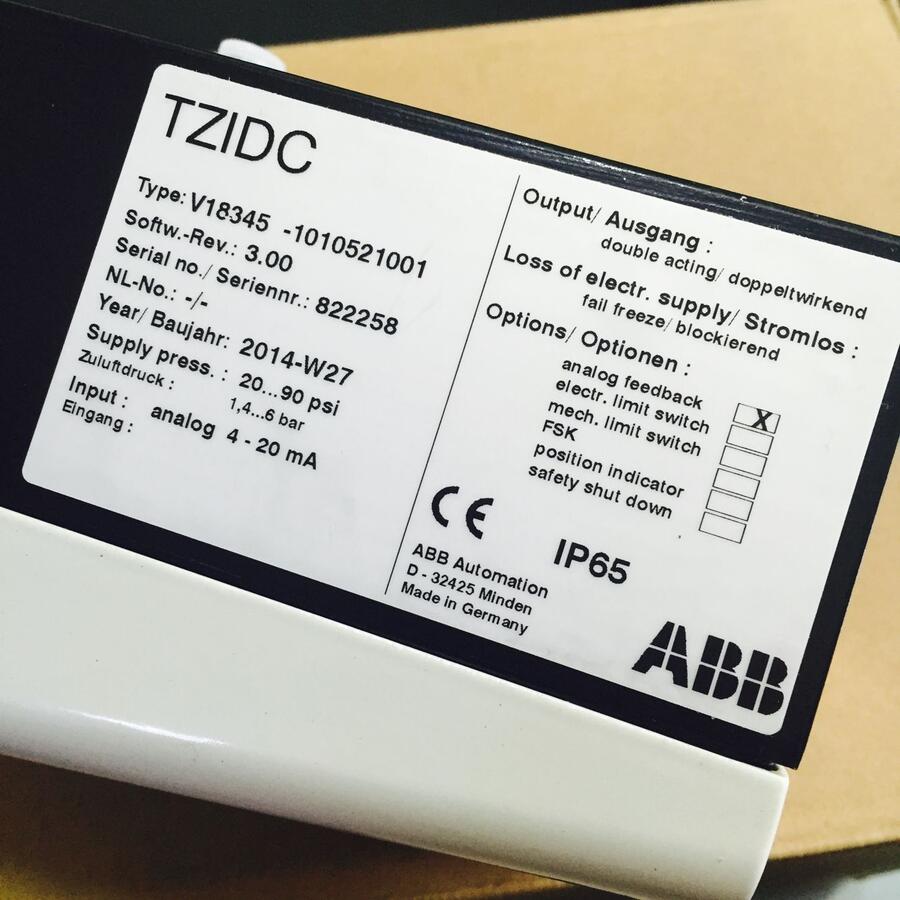 TZIDC
Type: V18345 -1010521001
Softw.-Rev.: 3.00
Serial no./ Seriennr.: 822258
NL-No.: -/-
Year/ Baujahr: 2014-W27
Supply press. : 20...90 psi
Zuluftdruck : 1,4...6 bar
Input : analog 4 - 20 mA
Eingang :
Output/ Ausgang :
double acting/ doppeltwirkend
Loss of electr. supply/ Stromlos :
fail freeze/ blockierend
Options/ Optionen :
analog feedback X
electr. limit switch
mech. limit switch
FSK
position indicator
safety shut down
CE IP65
ABB Automation
D - 32425 Minden
Made in Germany
ABB